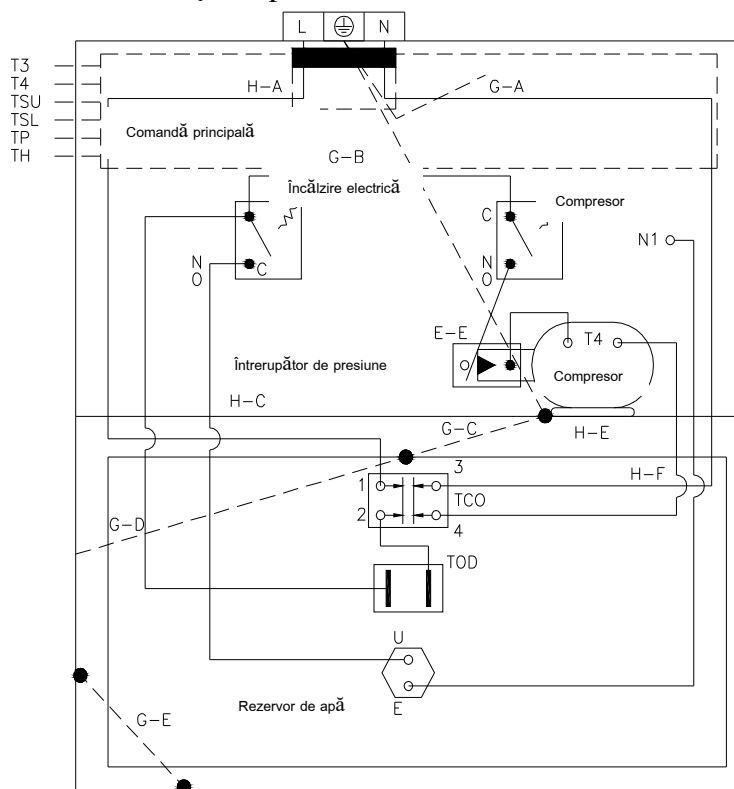 L N
T3
T4
TSU
TSL
TP
TH
H-A
G-A
Comandă principală
G-B
Încălzire electrică
Compresor
C
N
O
C
C
N
O
N1
E-E
T4
Întrerupător de presiune
Compresor
H-C
G-C
H-E
3
1
H-F
TCO
2
4
G-D
TOD
U
E
Rezervor de apă
G-E